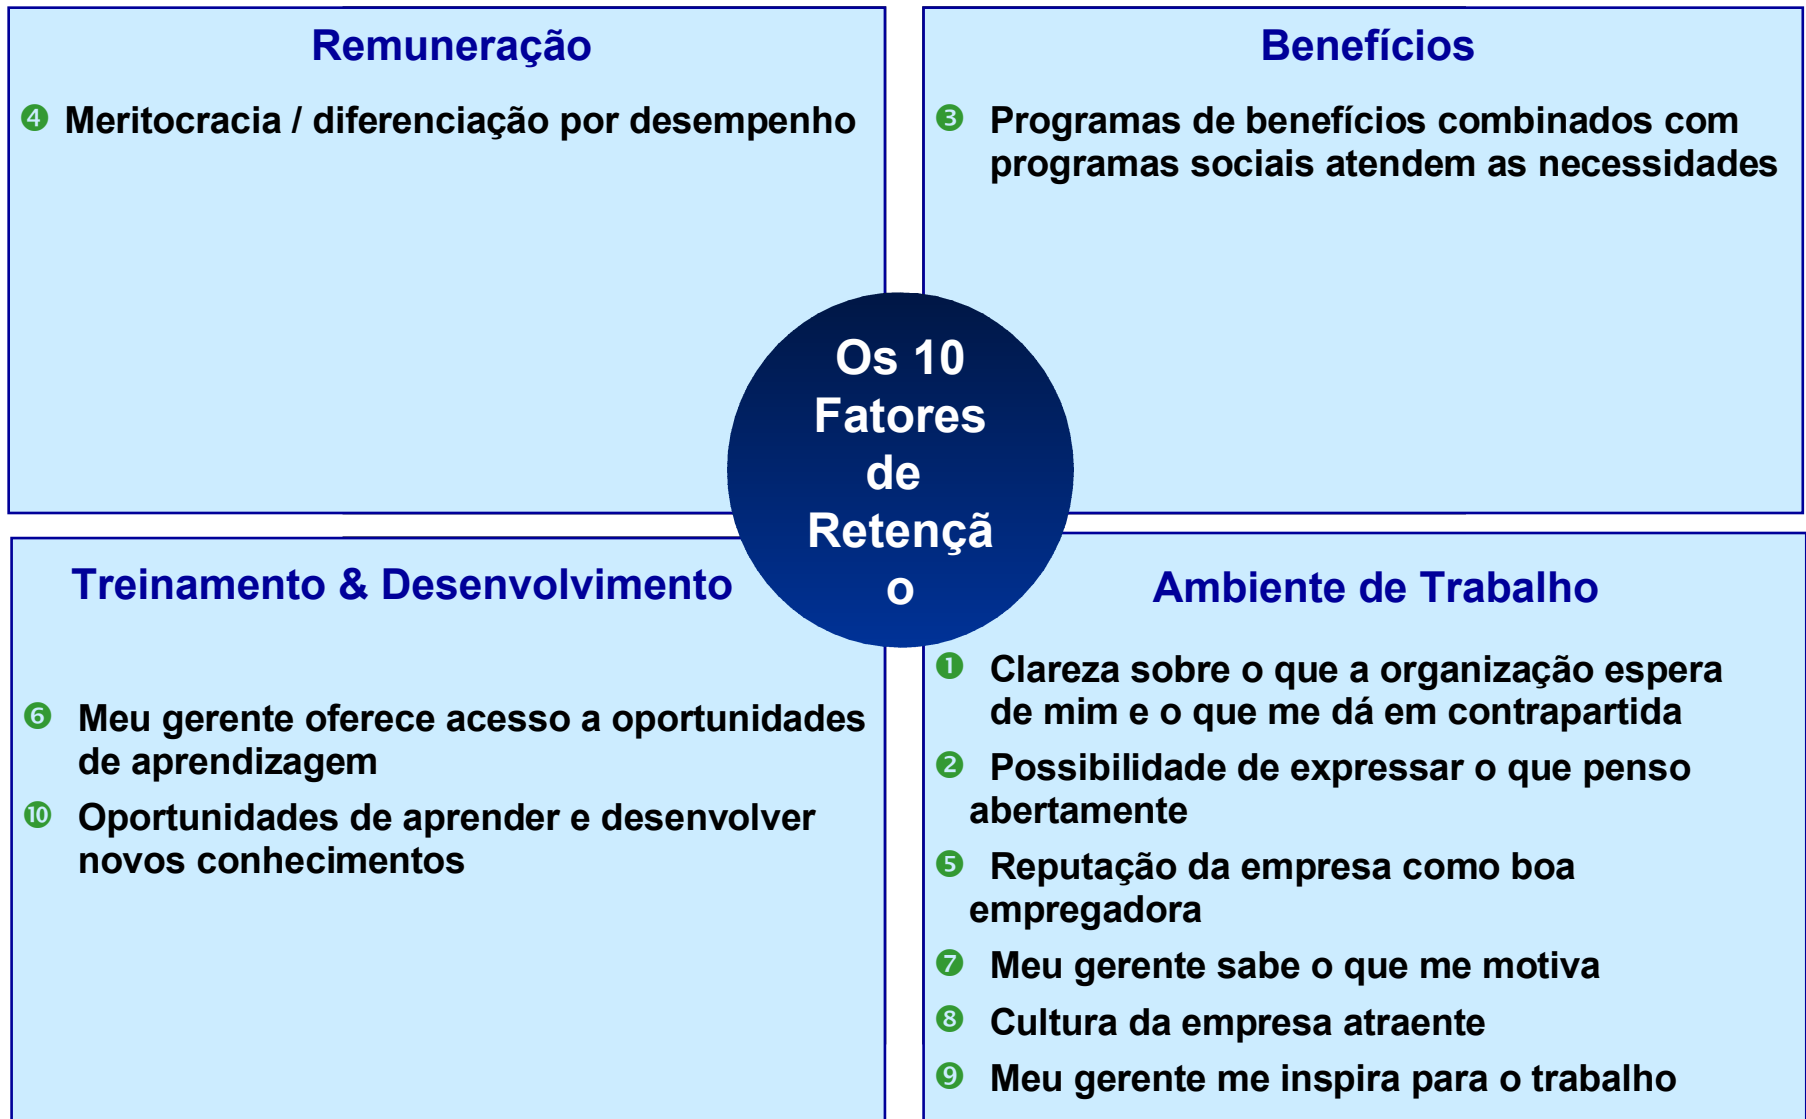 Remuneração
❹ Meritocracia / diferenciação por desempenho
Benefícios
❸ Programas de benefícios combinados com
programas sociais atendem as necessidades
Os 10
Fatores
de
Retençã
o
Treinamento & Desenvolvimento
❻ Meu gerente oferece acesso a oportunidades
de aprendizagem
❿ Oportunidades de aprender e desenvolver
novos conhecimentos
Ambiente de Trabalho
❶ Clareza sobre o que a organização espera
de mim e o que me dá em contrapartida
❷ Possibilidade de expressar o que penso
abertamente
❺ Reputação da empresa como boa
empregadora
❼ Meu gerente sabe o que me motiva
❽ Cultura da empresa atraente
❾ Meu gerente me inspira para o trabalho